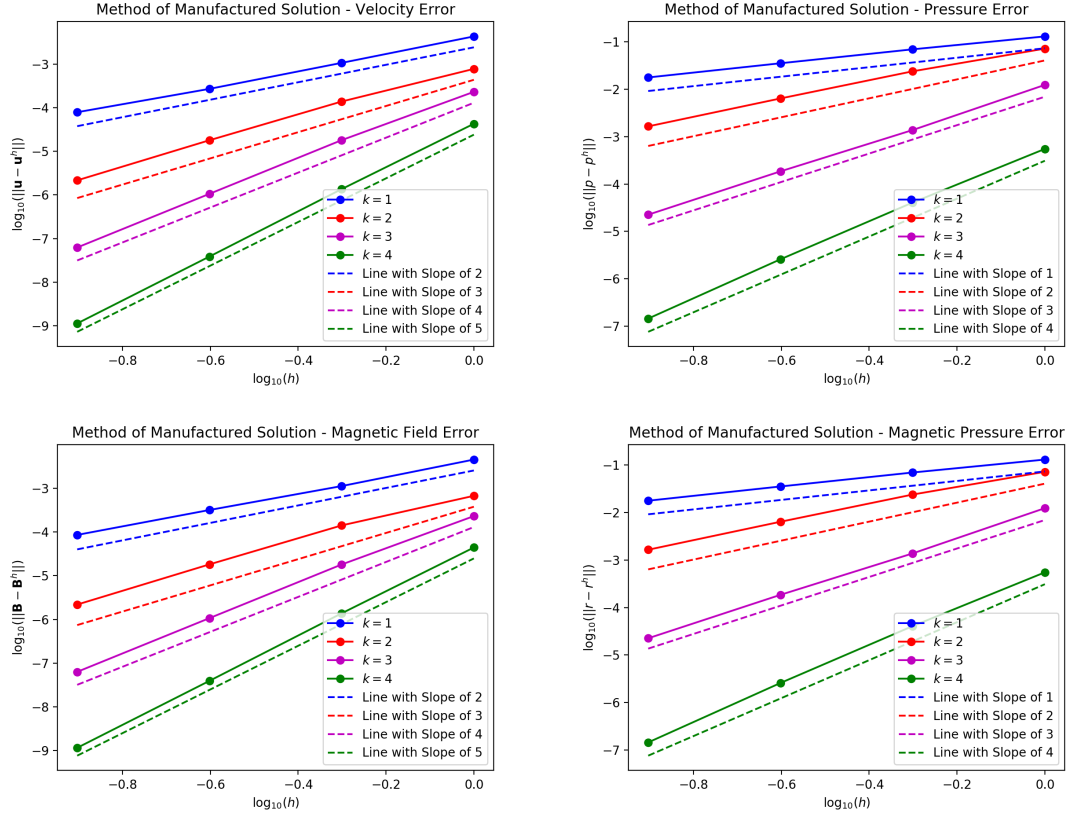 Method of Manufactured Solution - Velocity Error
log₁₀(||𝐮 − 𝐮ʰ||)
−3
−4
−5
−6
−7
−8
−9
k = 1
k = 2
k = 3
k = 4
Line with Slope of 2
Line with Slope of 3
Line with Slope of 4
Line with Slope of 5
−0.8
−0.6
−0.4
−0.2
0.0
log₁₀(h)
Method of Manufactured Solution - Pressure Error
log₁₀(||p − pʰ||)
−1
−2
−3
−4
−5
−6
−7
k = 1
k = 2
k = 3
k = 4
Line with Slope of 1
Line with Slope of 2
Line with Slope of 3
Line with Slope of 4
−0.8
−0.6
−0.4
−0.2
0.0
log₁₀(h)
Method of Manufactured Solution - Magnetic Field Error
log₁₀(||𝐁 − 𝐁ʰ||)
−3
−4
−5
−6
−7
−8
−9
k = 1
k = 2
k = 3
k = 4
Line with Slope of 2
Line with Slope of 3
Line with Slope of 4
Line with Slope of 5
−0.8
−0.6
−0.4
−0.2
0.0
log₁₀(h)
Method of Manufactured Solution - Magnetic Pressure Error
log₁₀(||r − rʰ||)
−1
−2
−3
−4
−5
−6
−7
k = 1
k = 2
k = 3
k = 4
Line with Slope of 1
Line with Slope of 2
Line with Slope of 3
Line with Slope of 4
−0.8
−0.6
−0.4
−0.2
0.0
log₁₀(h)